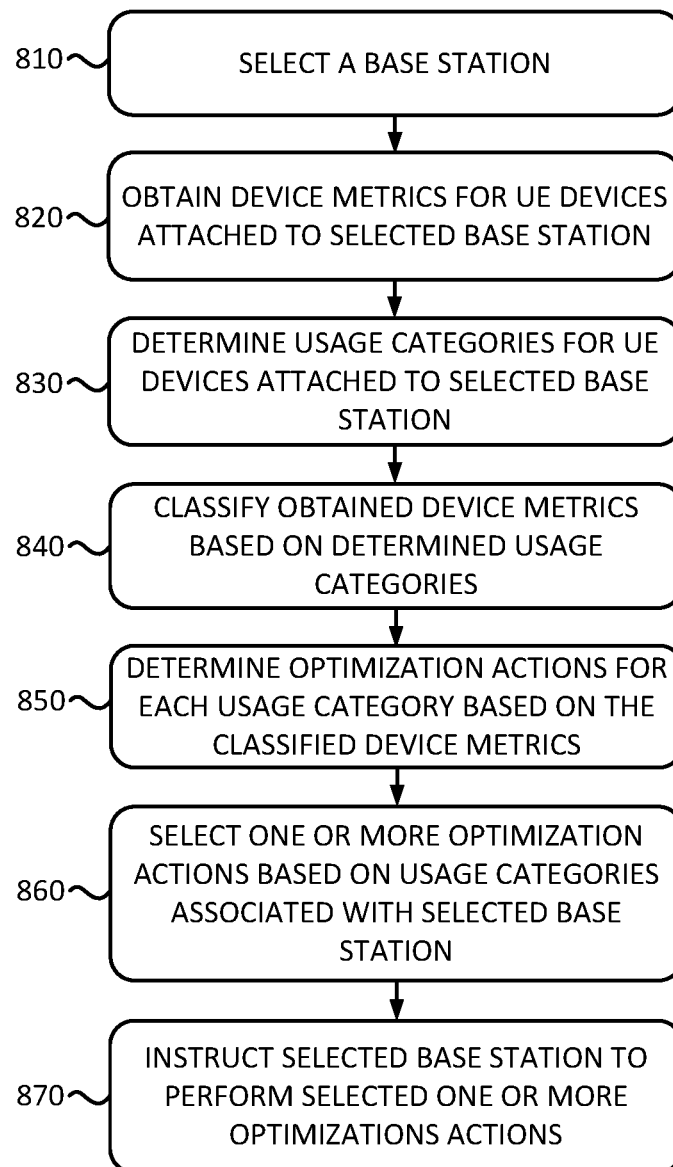 810
SELECT A BASE STATION
820
OBTAIN DEVICE METRICS FOR UE DEVICES
ATTACHED TO SELECTED BASE STATION
830
DETERMINE USAGE CATEGORIES FOR UE
DEVICES ATTACHED TO SELECTED BASE
STATION
840
CLASSIFY OBTAINED DEVICE METRICS
BASED ON DETERMINED USAGE
CATEGORIES
850
DETERMINE OPTIMIZATION ACTIONS FOR
EACH USAGE CATEGORY BASED ON THE
CLASSIFIED DEVICE METRICS
860
SELECT ONE OR MORE OPTIMIZATION
ACTIONS BASED ON USAGE CATEGORIES
ASSOCIATED WITH SELECTED BASE
STATION
870
INSTRUCT SELECTED BASE STATION TO
PERFORM SELECTED ONE OR MORE
OPTIMIZATIONS ACTIONS